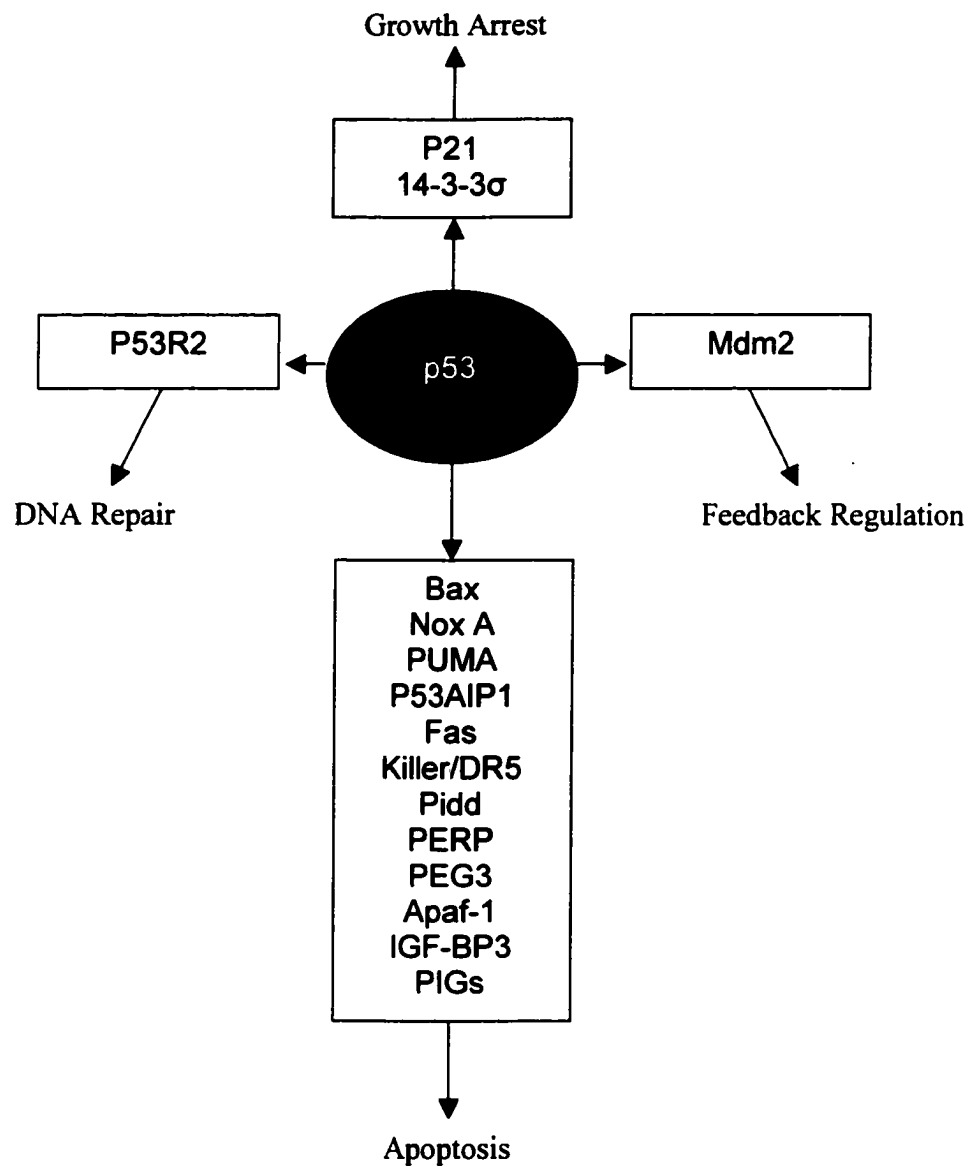 Growth Arrest
P21
14-3-3σ
P53R2
p53
Mdm2
DNA Repair
Feedback Regulation
Bax
Nox A
PUMA
P53AIP1
Fas
Killer/DR5
Pidd
PERP
PEG3
Apaf-1
IGF-BP3
PIGs
Apoptosis